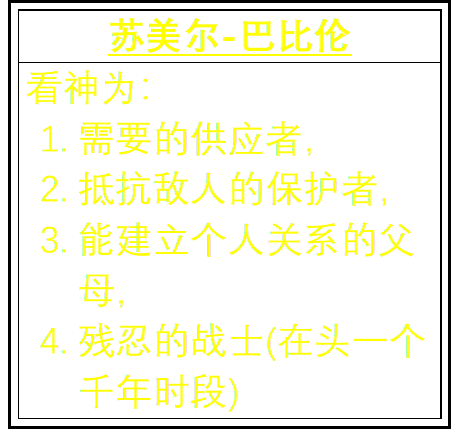 苏美尔-巴比伦
看神为:
1. 需要的供应者,
2. 抵抗敌人的保护者,
3. 能建立个人关系的父
母,
4. 残忍的战士(在头一个
千年时段)